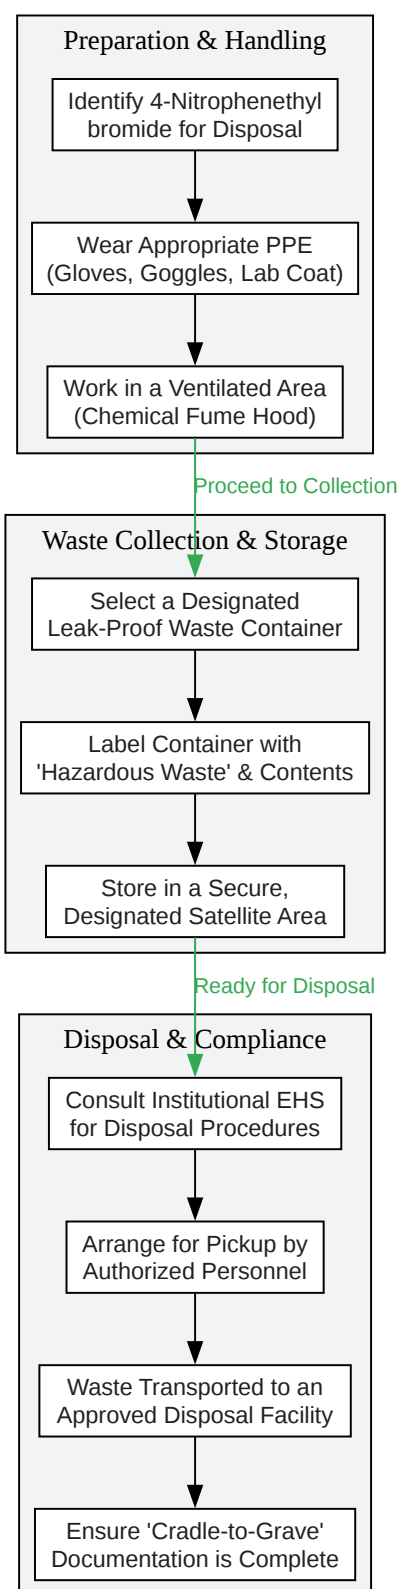 Preparation & Handling
Identify 4-Nitrophenethyl
bromide for Disposal
Wear Appropriate PPE
(Gloves, Goggles, Lab Coat)
Work in a Ventilated Area
(Chemical Fume Hood)
Proceed to Collection
Waste Collection & Storage
Select a Designated
Leak-Proof Waste Container
Label Container with
'Hazardous Waste' & Contents
Store in a Secure,
Designated Satellite Area
Ready for Disposal
Disposal & Compliance
Consult Institutional EHS
for Disposal Procedures
Arrange for Pickup by
Authorized Personnel
Waste Transported to an
Approved Disposal Facility
Ensure 'Cradle-to-Grave'
Documentation is Complete